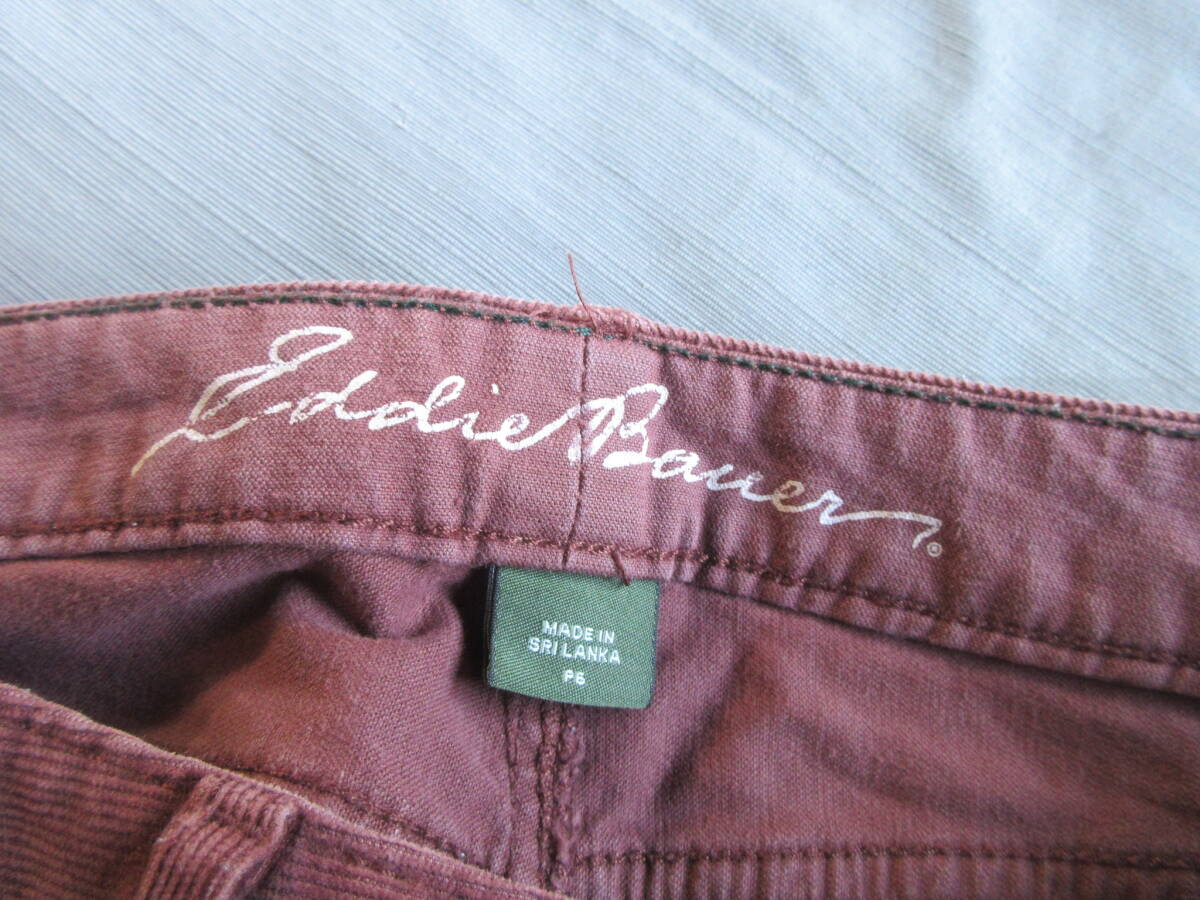 Eddie Bauer®
MADE IN
SRI LANKA
P6